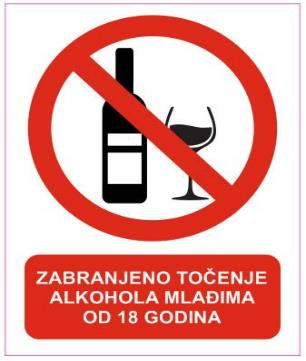 ZABRANJENO TOČENJE
ALKOHOLA MLAĐIMA
OD 18 GODINA